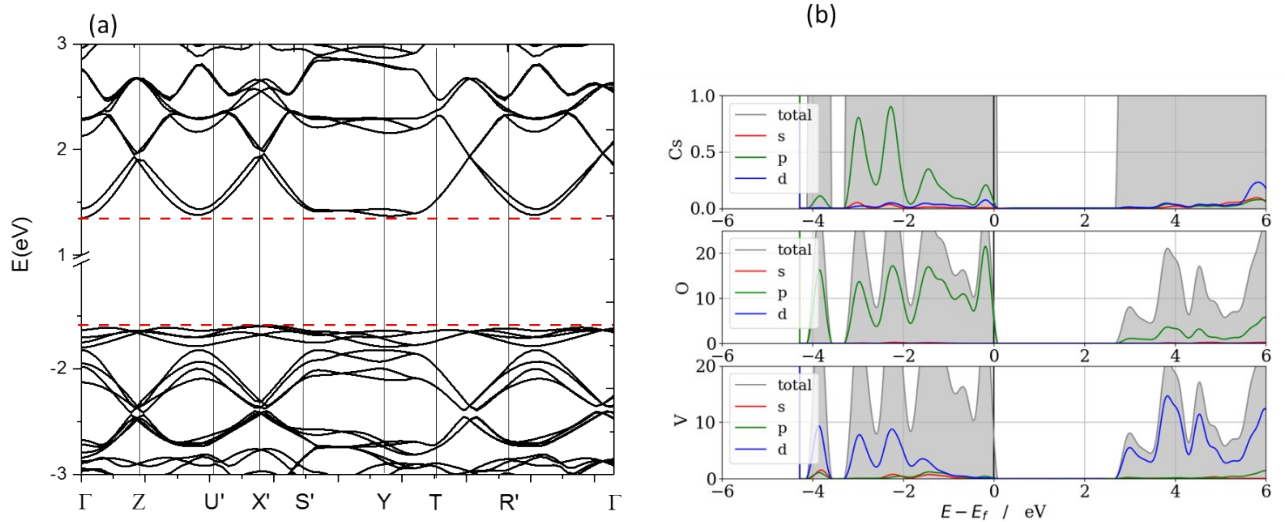 (a)
3
2
1
-2
-3
E(eV)
Γ Z U' X' S' Y T R' Γ
(b)
1.0
0.5
0.0
Cs
total
s
p
d
−6 −4 −2 0 2 4 6
20
10
0
O
total
s
p
d
−6 −4 −2 0 2 4 6
20
10
0
V
total
s
p
d
−6 −4 −2 0 2 4 6
E − E_f / eV